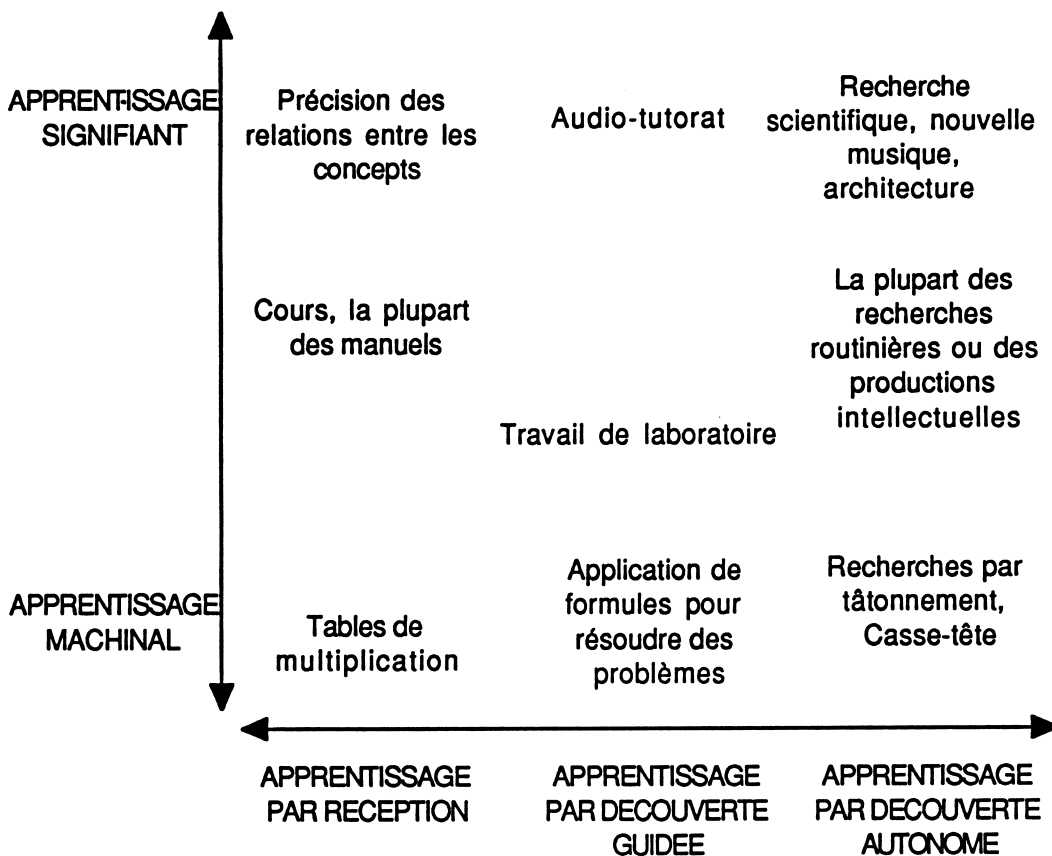 APPRENTISSAGE
SIGNIFIANT
Précision des
relations entre les
concepts
Audio-tutorat
Recherche
scientifique, nouvelle
musique,
architecture
Cours, la plupart
des manuels
La plupart des
recherches
routinières ou des
productions
intellectuelles
Travail de laboratoire
APPRENTISSAGE
MACHINAL
Tables de
multiplication
Application de
formules pour
résoudre des
problèmes
Recherches par
tâtonnement,
Casse-tête
APPRENTISSAGE
PAR RECEPTION
APPRENTISSAGE
PAR DECOUVERTE
GUIDEE
APPRENTISSAGE
PAR DECOUVERTE
AUTONOME